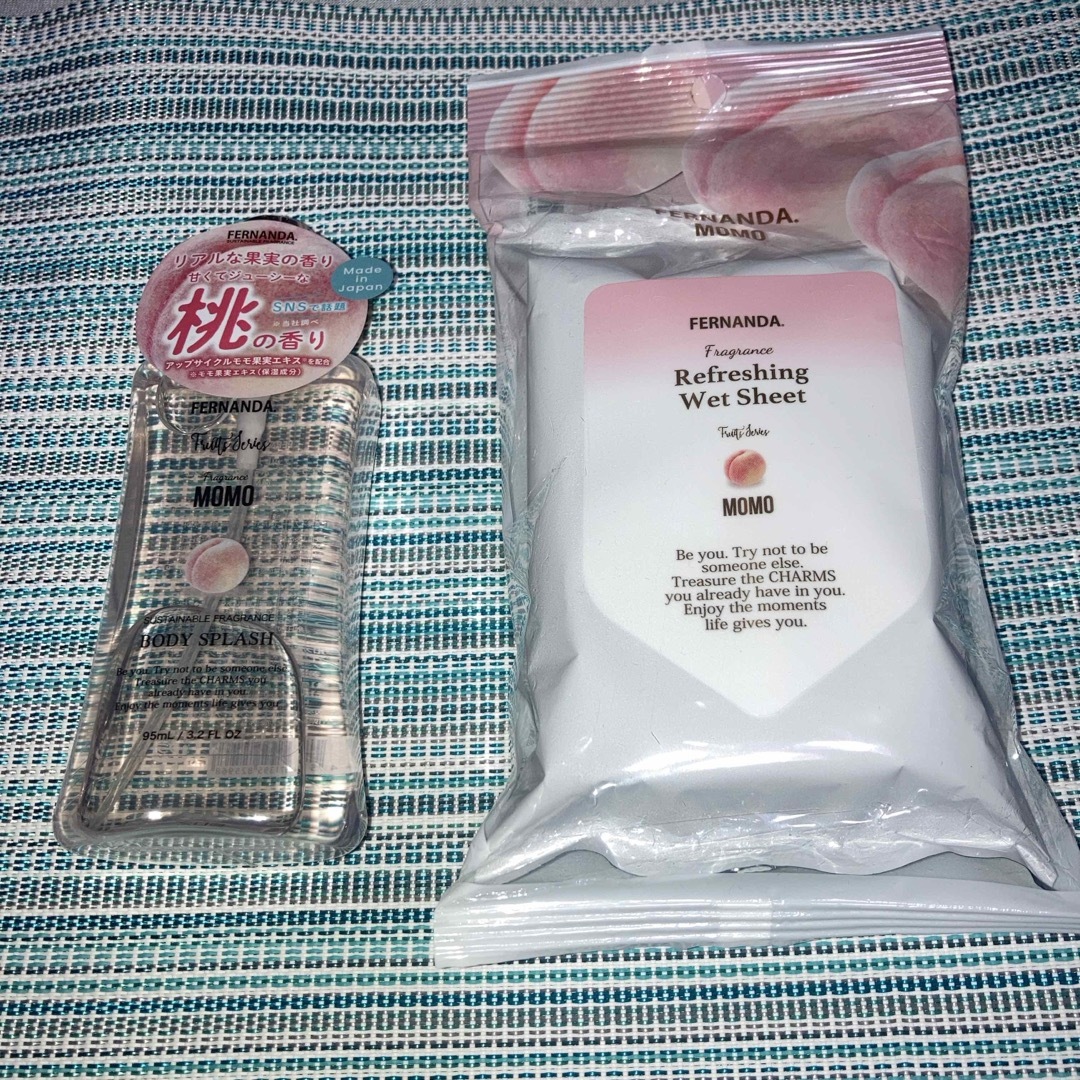 FERNANDA.
SUSTAINABLE FRAGRANCE
リアルな果実の香り
甘くてジューシーな
桃の香り
SNSで話題
※当社調べ
Made
in
Japan
アップサイクルモモ果実エキス※を配合
※モモ果実エキス(保湿成分)
FERNANDA.
Fruits Series
Fragrance
MOMO
SUSTAINABLE FRAGRANCE
BODY SPLASH
Be you. Try not to be someone else.
Treasure the CHARMS you
already have in you.
Enjoy the moments life gives you.
95mL / 3.2 FL OZ
FERNANDA.
MOMO
FERNANDA.
Fragrance
Refreshing
Wet Sheet
Fruits Series
MOMO
Be you. Try not to be
someone else.
Treasure the CHARMS
you already have in you.
Enjoy the moments
life gives you.